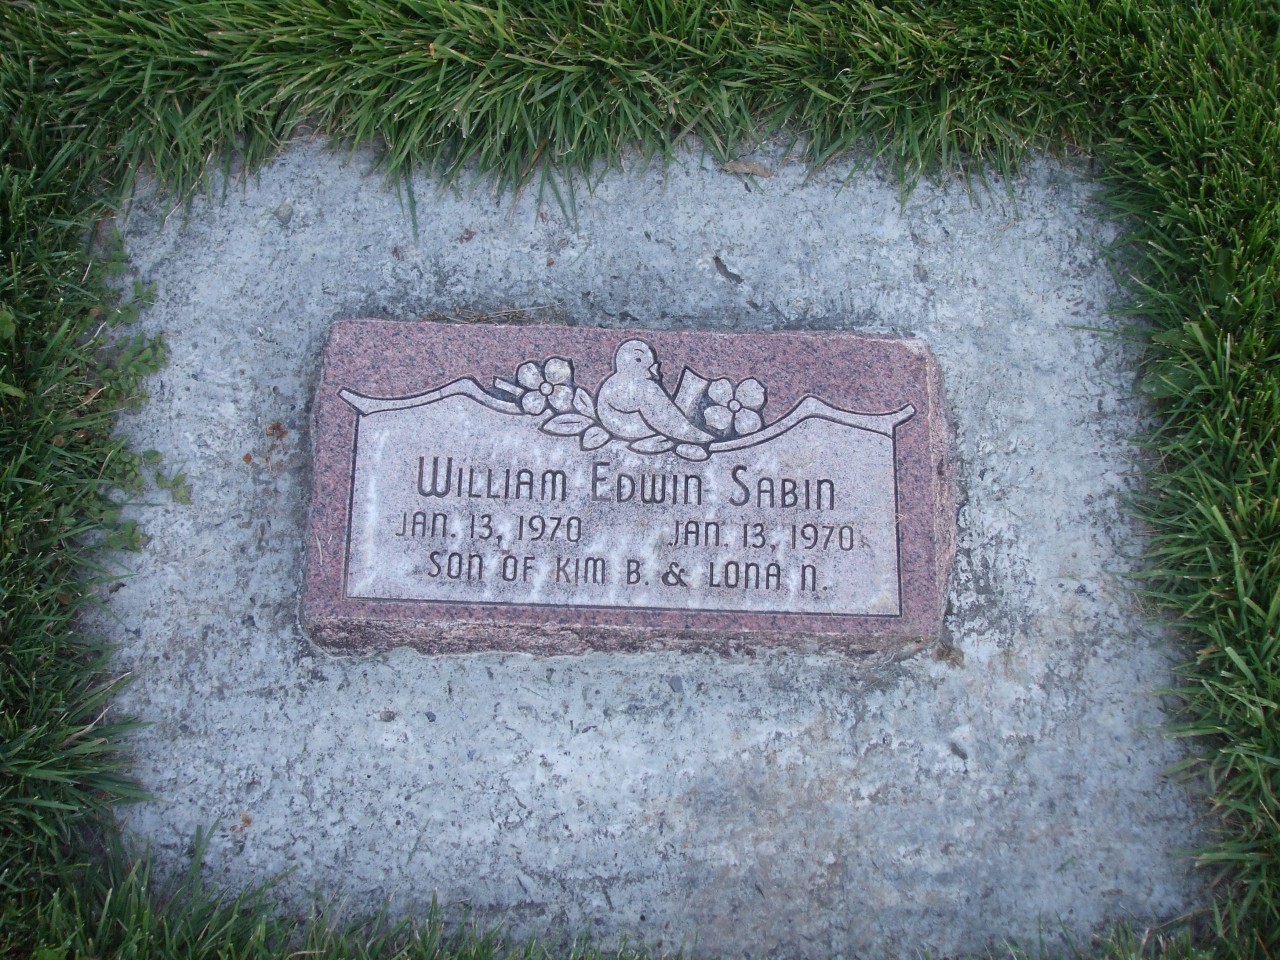 William Edwin Sabin
Jan. 13, 1970 Jan. 13, 1970
Son of Kim B. & Lona N.